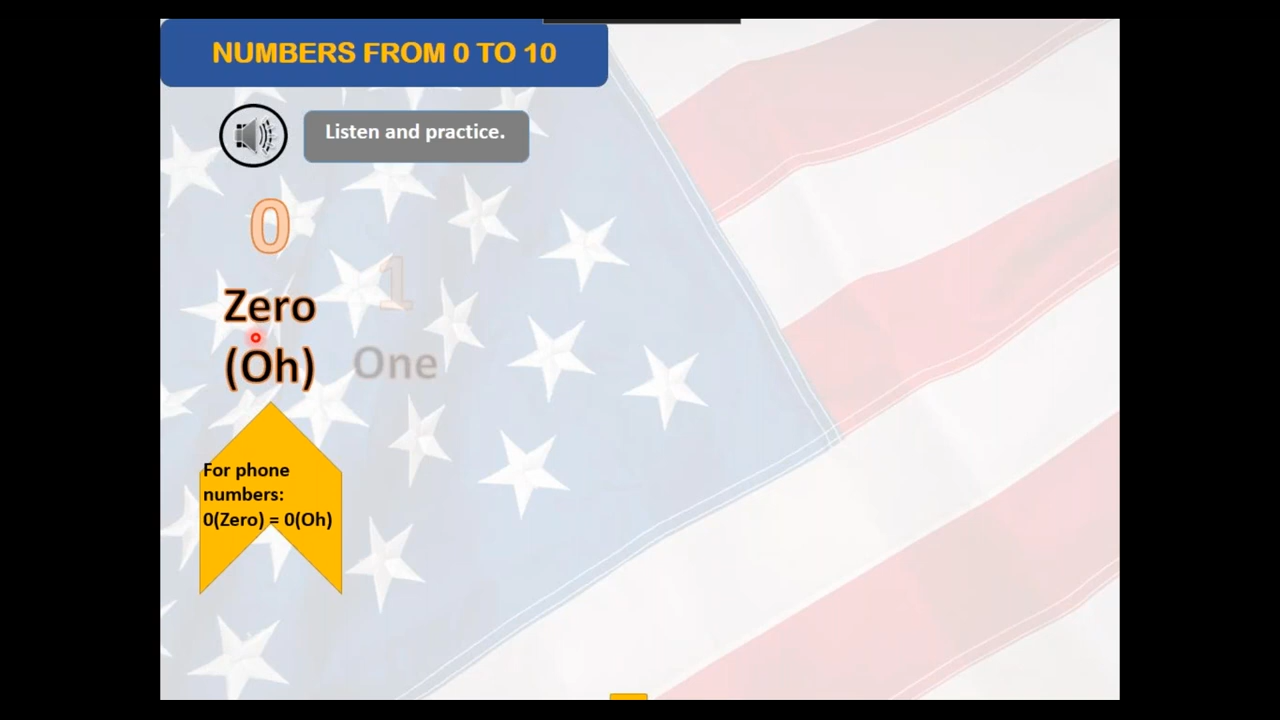 NUMBERS FROM 0 TO 10
Listen and practice.
0
Zero
(Oh)
1
One
For phone
numbers:
0(Zero) = 0(Oh)